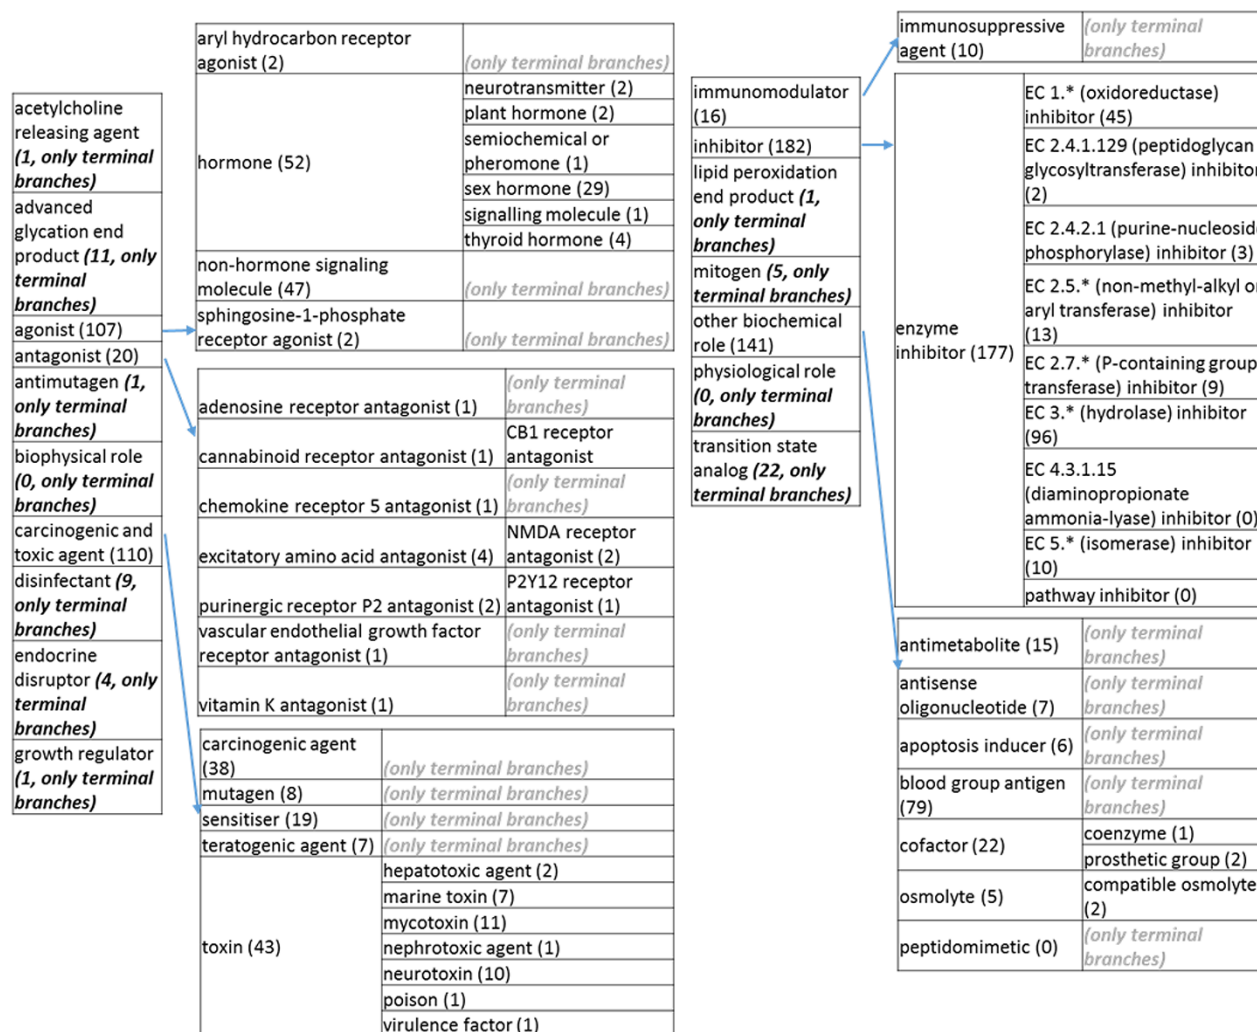 acetylcholine
releasing agent
(1, only terminal
branches)
advanced
glycation end
product (11, only
terminal
branches)
agonist (107)
antagonist (20)
antimutagen (1,
only terminal
branches)
biophysical role
(0, only terminal
branches)
carcinogenic and
toxic agent (110)
disinfectant (9,
only terminal
branches)
endocrine
disruptor (4, only
terminal
branches)
growth regulator
(1, only terminal
branches)
aryl hydrocarbon receptor
agonist (2)
(only terminal branches)
hormone (52)
neurotransmitter (2)
plant hormone (2)
semiochemical or
pheromone (1)
sex hormone (29)
signalling molecule (1)
thyroid hormone (4)
non-hormone signaling
molecule (47)
(only terminal branches)
sphingosine-1-phosphate
receptor agonist (2)
(only terminal branches)
adenosine receptor antagonist (1)
(only terminal
branches)
cannabinoid receptor antagonist (1)
CB1 receptor
antagonist
chemokine receptor 5 antagonist (1)
(only terminal
branches)
excitatory amino acid antagonist (4)
NMDA receptor
antagonist (2)
purinergic receptor P2 antagonist (2)
P2Y12 receptor
antagonist (1)
vascular endothelial growth factor
receptor antagonist (1)
(only terminal
branches)
vitamin K antagonist (1)
(only terminal
branches)
carcinogenic agent
(38)
(only terminal branches)
mutagen (8)
(only terminal branches)
sensitiser (19)
(only terminal branches)
teratogenic agent (7)
(only terminal branches)
toxin (43)
hepatotoxic agent (2)
marine toxin (7)
mycotoxin (11)
nephrotoxic agent (1)
neurotoxin (10)
poison (1)
virulence factor (1)
immunomodulator
(16)
inhibitor (182)
lipid peroxidation
end product (1,
only terminal
branches)
mitogen (5, only
terminal branches)
other biochemical
role (141)
physiological role
(0, only terminal
branches)
transition state
analog (22, only
terminal branches)
immunosuppressive
agent (10)
(only terminal
branches)
enzyme
inhibitor (177)
EC 1.* (oxidoreductase)
inhibitor (45)
EC 2.4.1.129 (peptidoglycan
glycosyltransferase) inhibitor
(2)
EC 2.4.2.1 (purine-nucleoside
phosphorylase) inhibitor (3)
EC 2.5.* (non-methyl-alkyl or
aryl transferase) inhibitor
(13)
EC 2.7.* (P-containing group
transferase) inhibitor (9)
EC 3.* (hydrolase) inhibitor
(96)
EC 4.3.1.15
(diaminopropionate
ammonia-lyase) inhibitor (0)
EC 5.* (isomerase) inhibitor
(10)
pathway inhibitor (0)
antimetabolite (15)
(only terminal
branches)
antisense
oligonucleotide (7)
(only terminal
branches)
apoptosis inducer (6)
(only terminal
branches)
blood group antigen
(79)
(only terminal
branches)
cofactor (22)
coenzyme (1)
prosthetic group (2)
osmolyte (5)
compatible osmolyte
(2)
peptidomimetic (0)
(only terminal
branches)